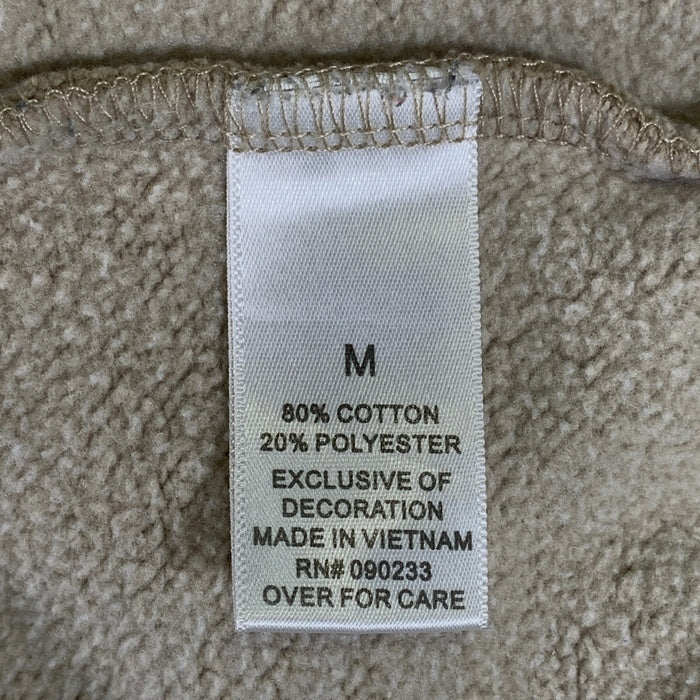 M
80% COTTON
20% POLYESTER
EXCLUSIVE OF
DECORATION
MADE IN VIETNAM
RN# 090233
OVER FOR CARE